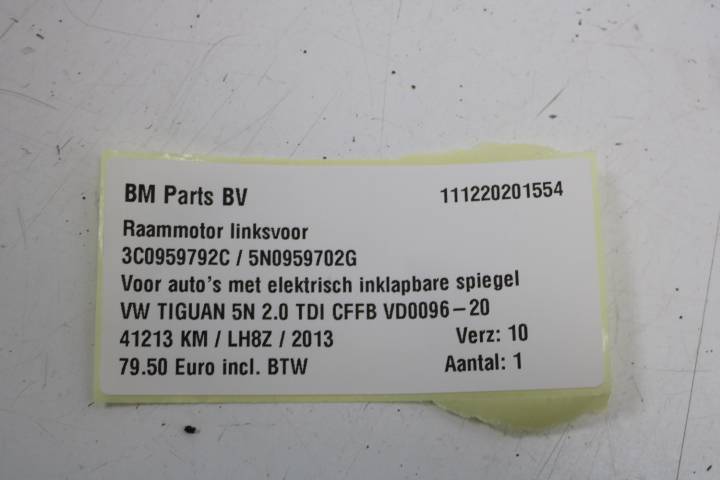 BM Parts BV 111220201554
Raammotor linksvoor
3C0959792C / 5N0959702G
Voor auto's met elektrisch inklapbare spiegel
VW TIGUAN 5N 2.0 TDI CFFB VD0096-20
41213 KM / LH8Z / 2013 Verz: 10
79.50 Euro incl. BTW Aantal: 1